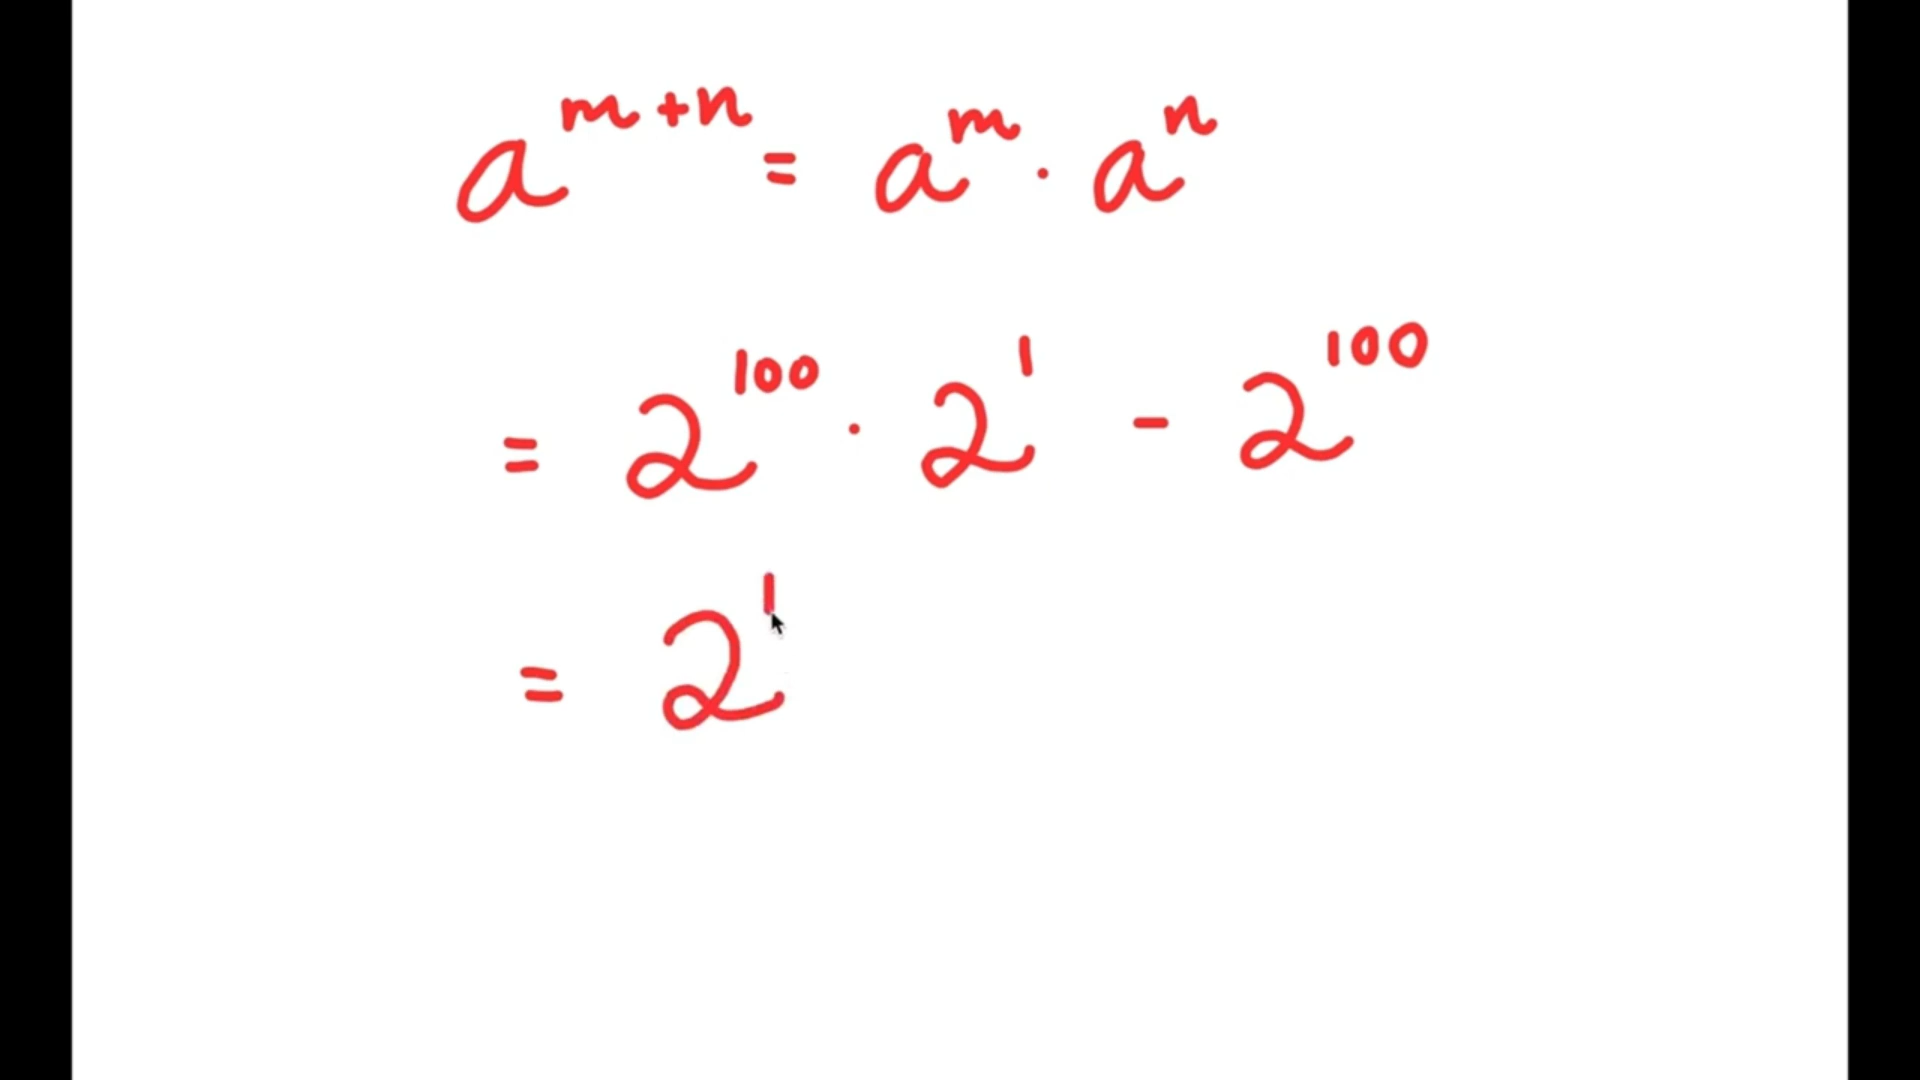 a^{m+n} = a^m · a^n
= 2^{100} · 2^1 - 2^{100}
= 2^1